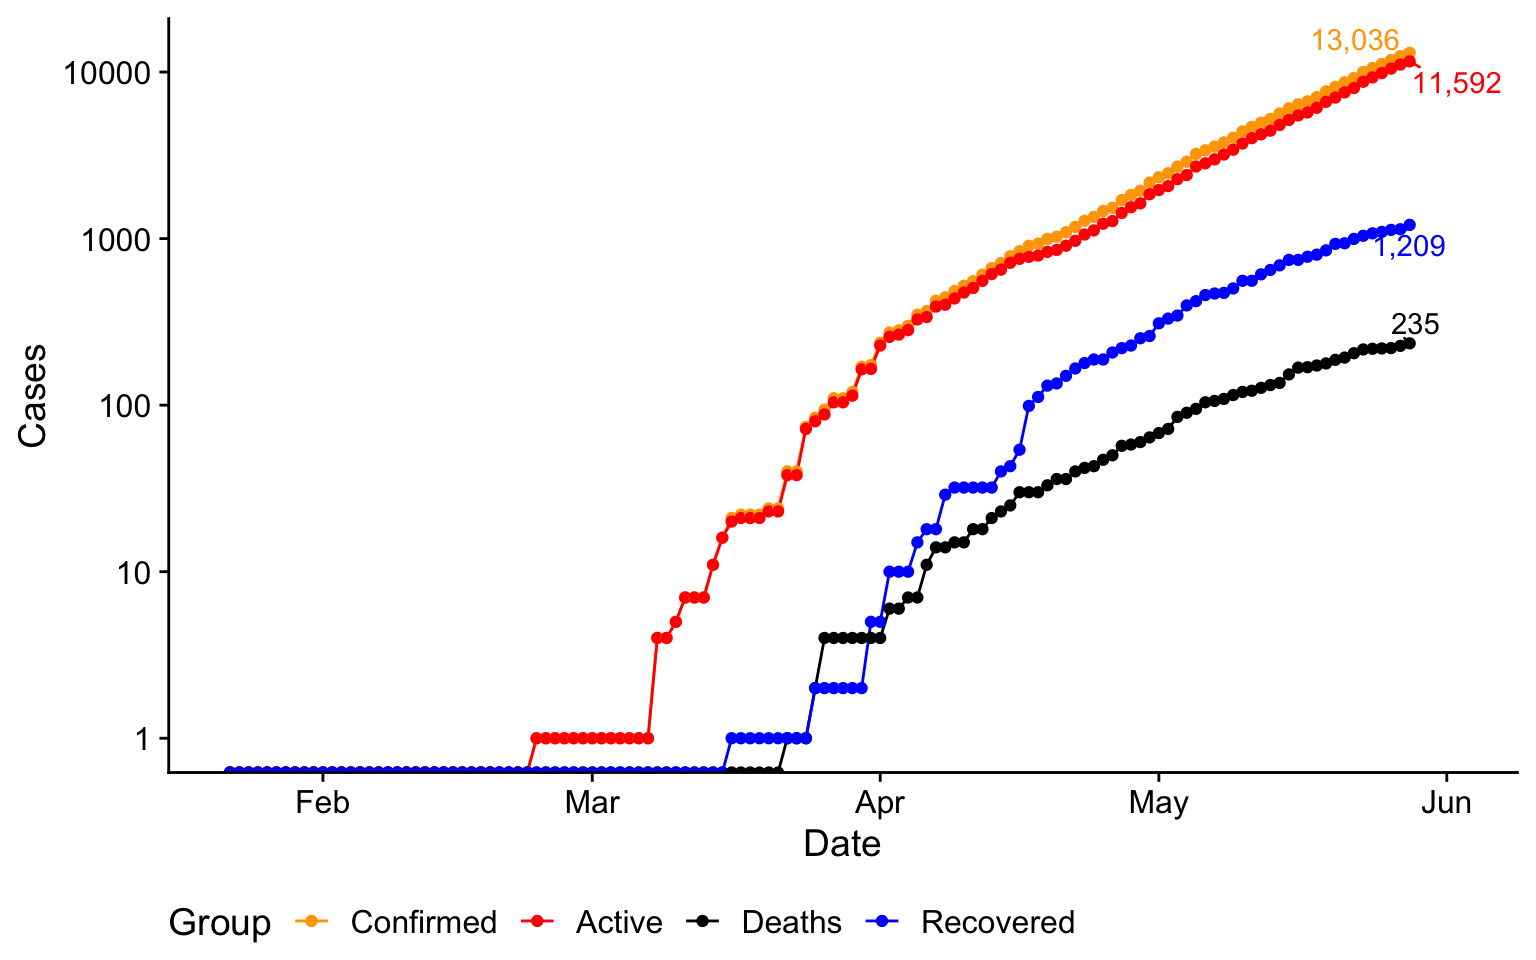 13,036
10000
11,592
1000
1,209
235
100
10
1
Cases
Feb Mar Apr May Jun
Date
Group Confirmed Active Deaths Recovered